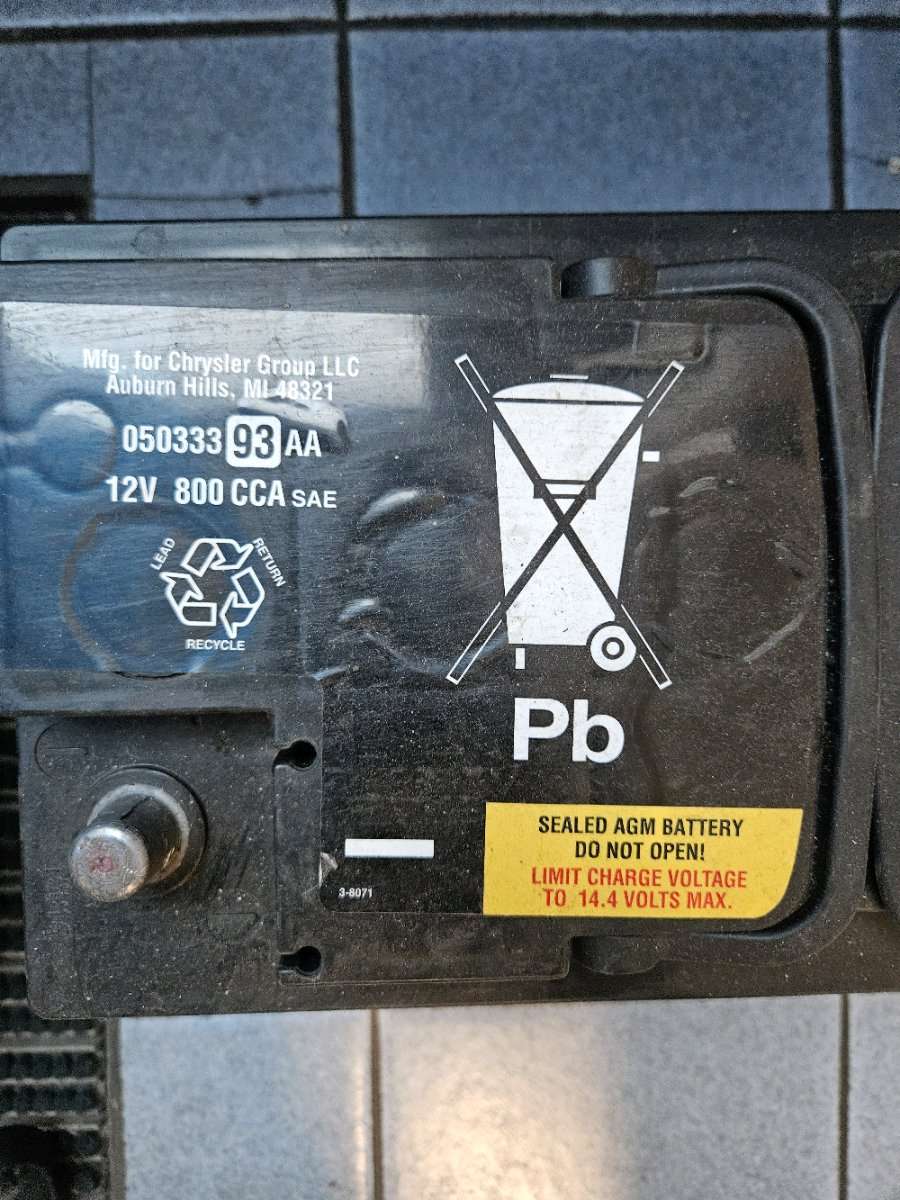 Mfg. for Chrysler Group LLC
Auburn Hills, MI 48321
05033393AA
12V 800 CCA SAE
LEAD
RETURN
RECYCLE
Pb
3-8071
SEALED AGM BATTERY
DO NOT OPEN!
LIMIT CHARGE VOLTAGE
TO 14.4 VOLTS MAX.